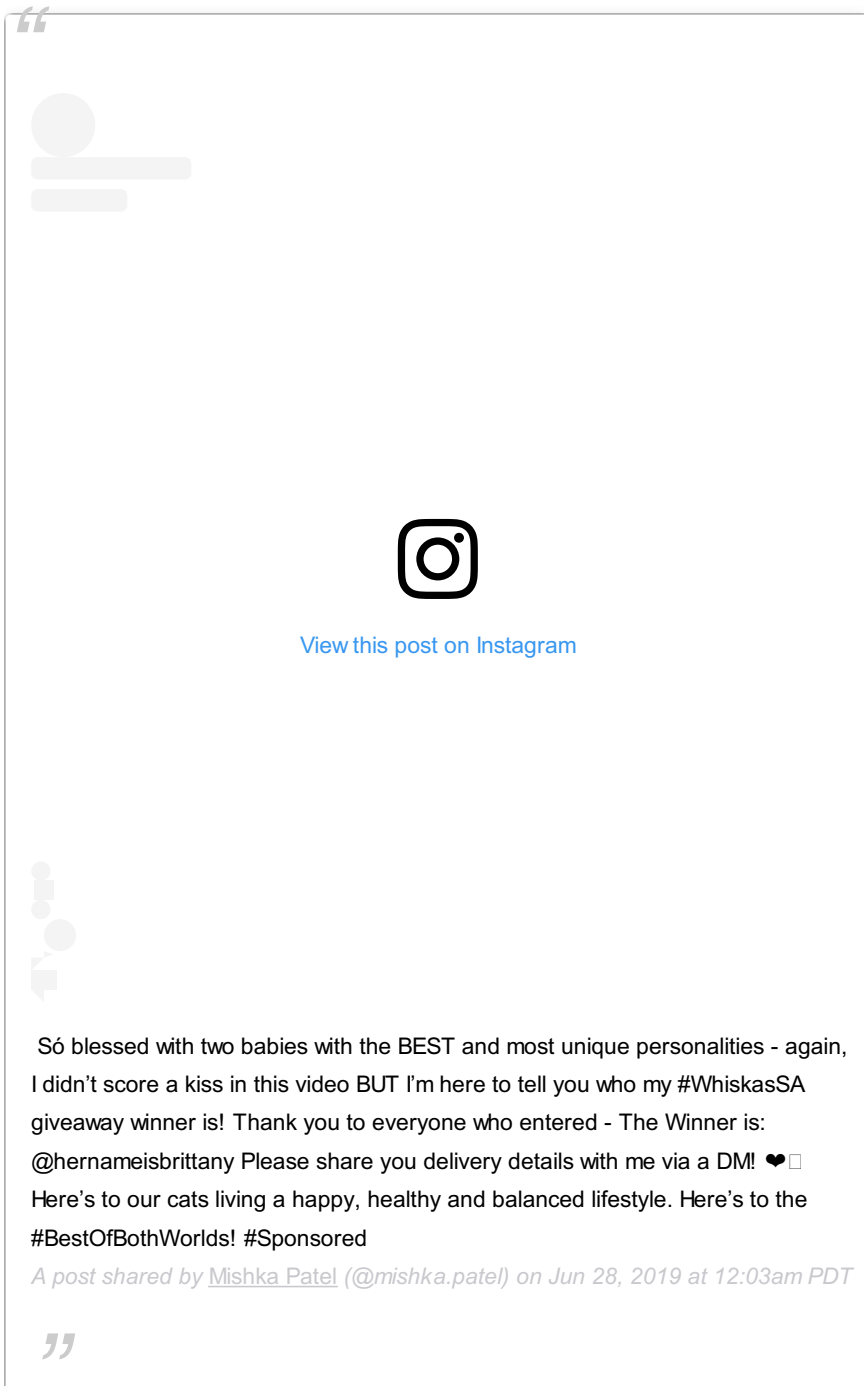 “
View this post on Instagram
Só blessed with two babies with the BEST and most unique personalities - again,
I didn’t score a kiss in this video BUT I’m here to tell you who my #WhiskasSA
giveaway winner is! Thank you to everyone who entered - The Winner is:
@hernameisbrittany Please share you delivery details with me via a DM! ❤□
Here’s to our cats living a happy, healthy and balanced lifestyle. Here’s to the
#BestOfBothWorlds! #Sponsored
A post shared by Mishka Patel (@mishka.patel) on Jun 28, 2019 at 12:03am PDT
”